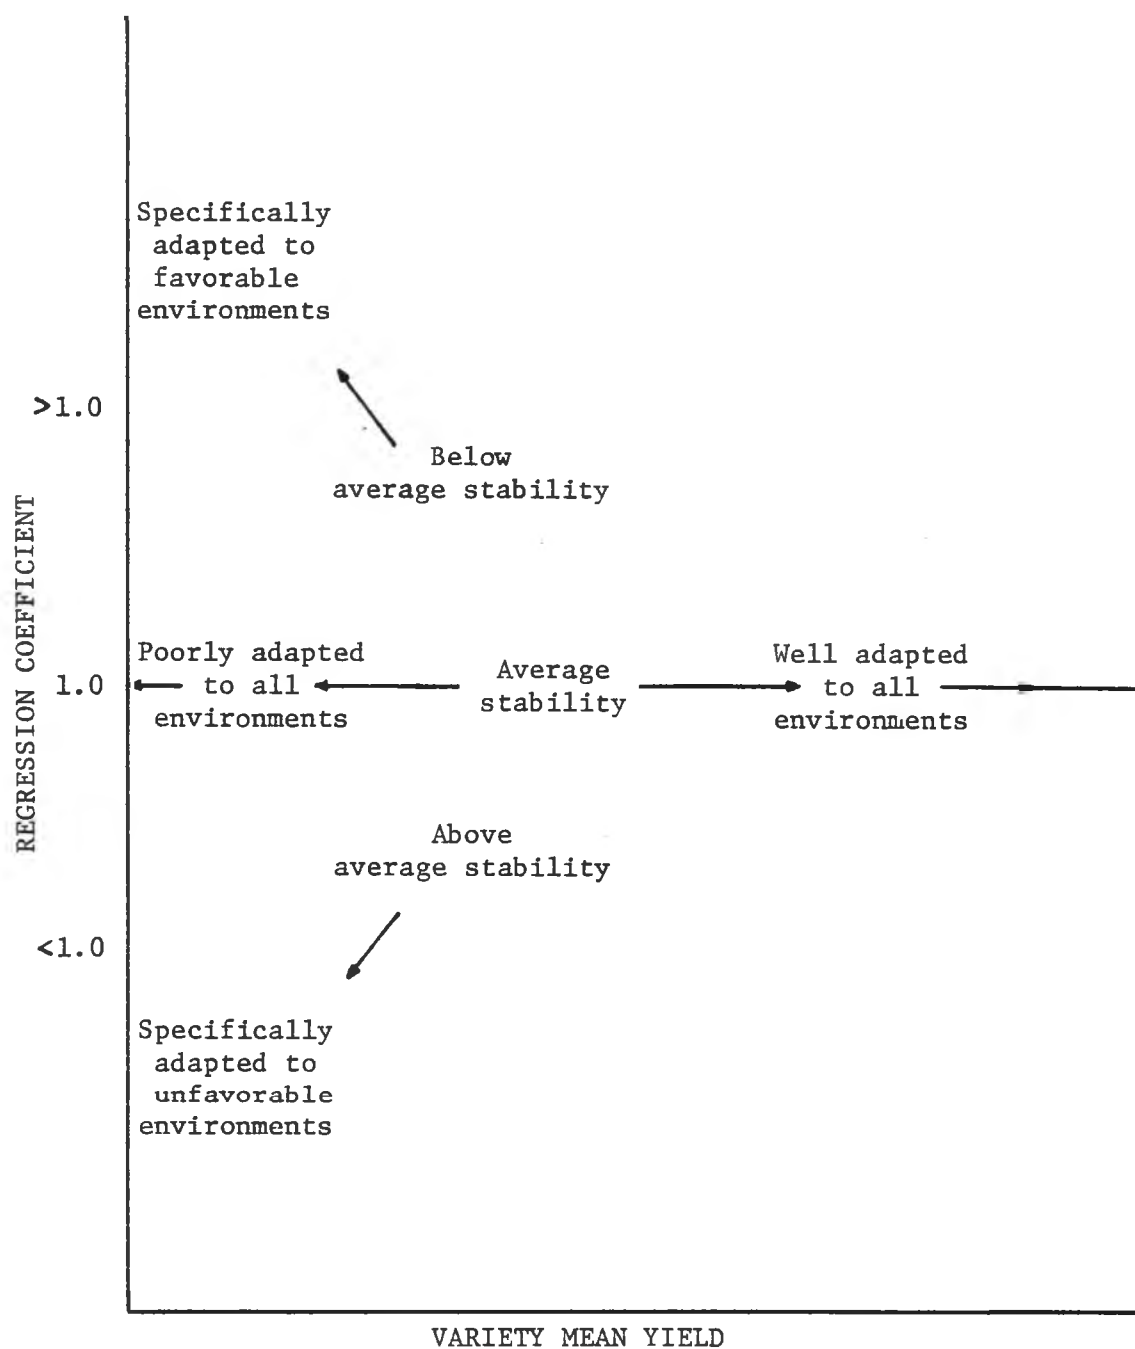 Specifically
adapted to
favorable
environments
>1.0
Below
average stability
REGRESSION COEFFICIENT
Poorly adapted
to all
environments
1.0
Average
stability
Well adapted
to all
environments
Above
average stability
<1.0
Specifically
adapted to
unfavorable
environments
VARIETY MEAN YIELD